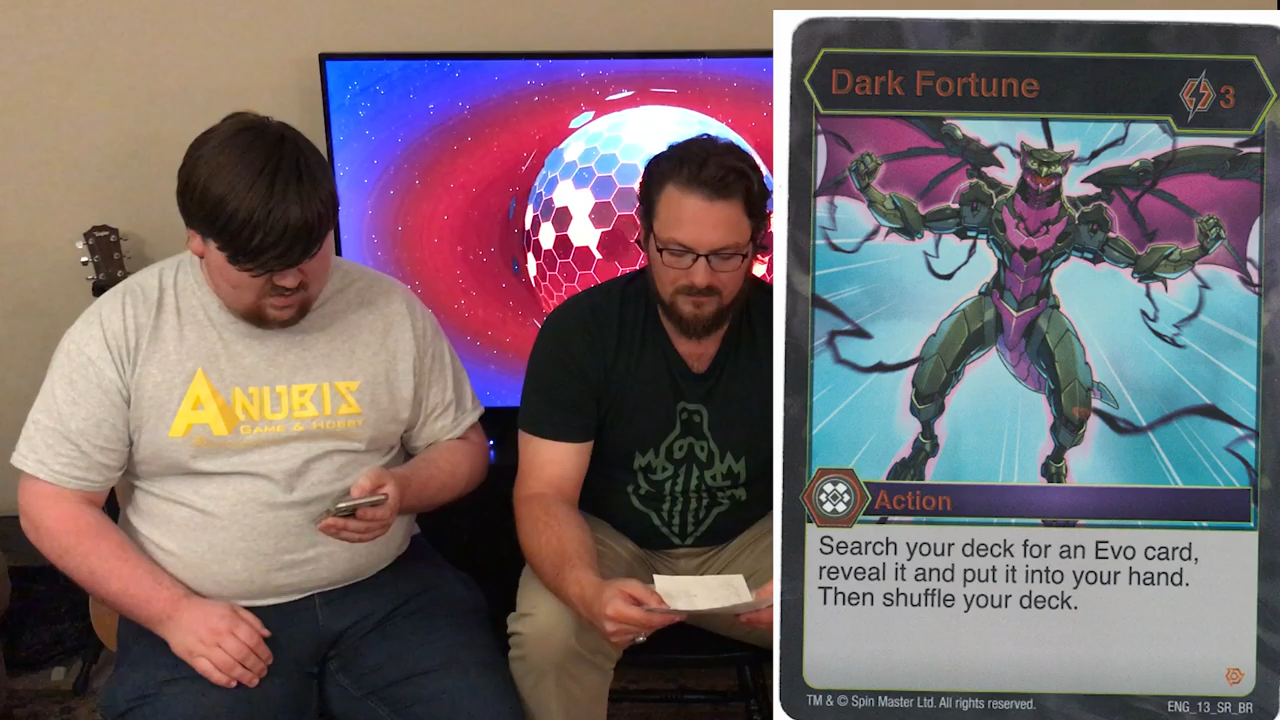 ANUBIS
GAME & HOBBY
Dark Fortune
3
Action
Search your deck for an Evo card,
reveal it and put it into your hand.
Then shuffle your deck.
TM & © Spin Master Ltd. All rights reserved.
ENG_13_SR_BR